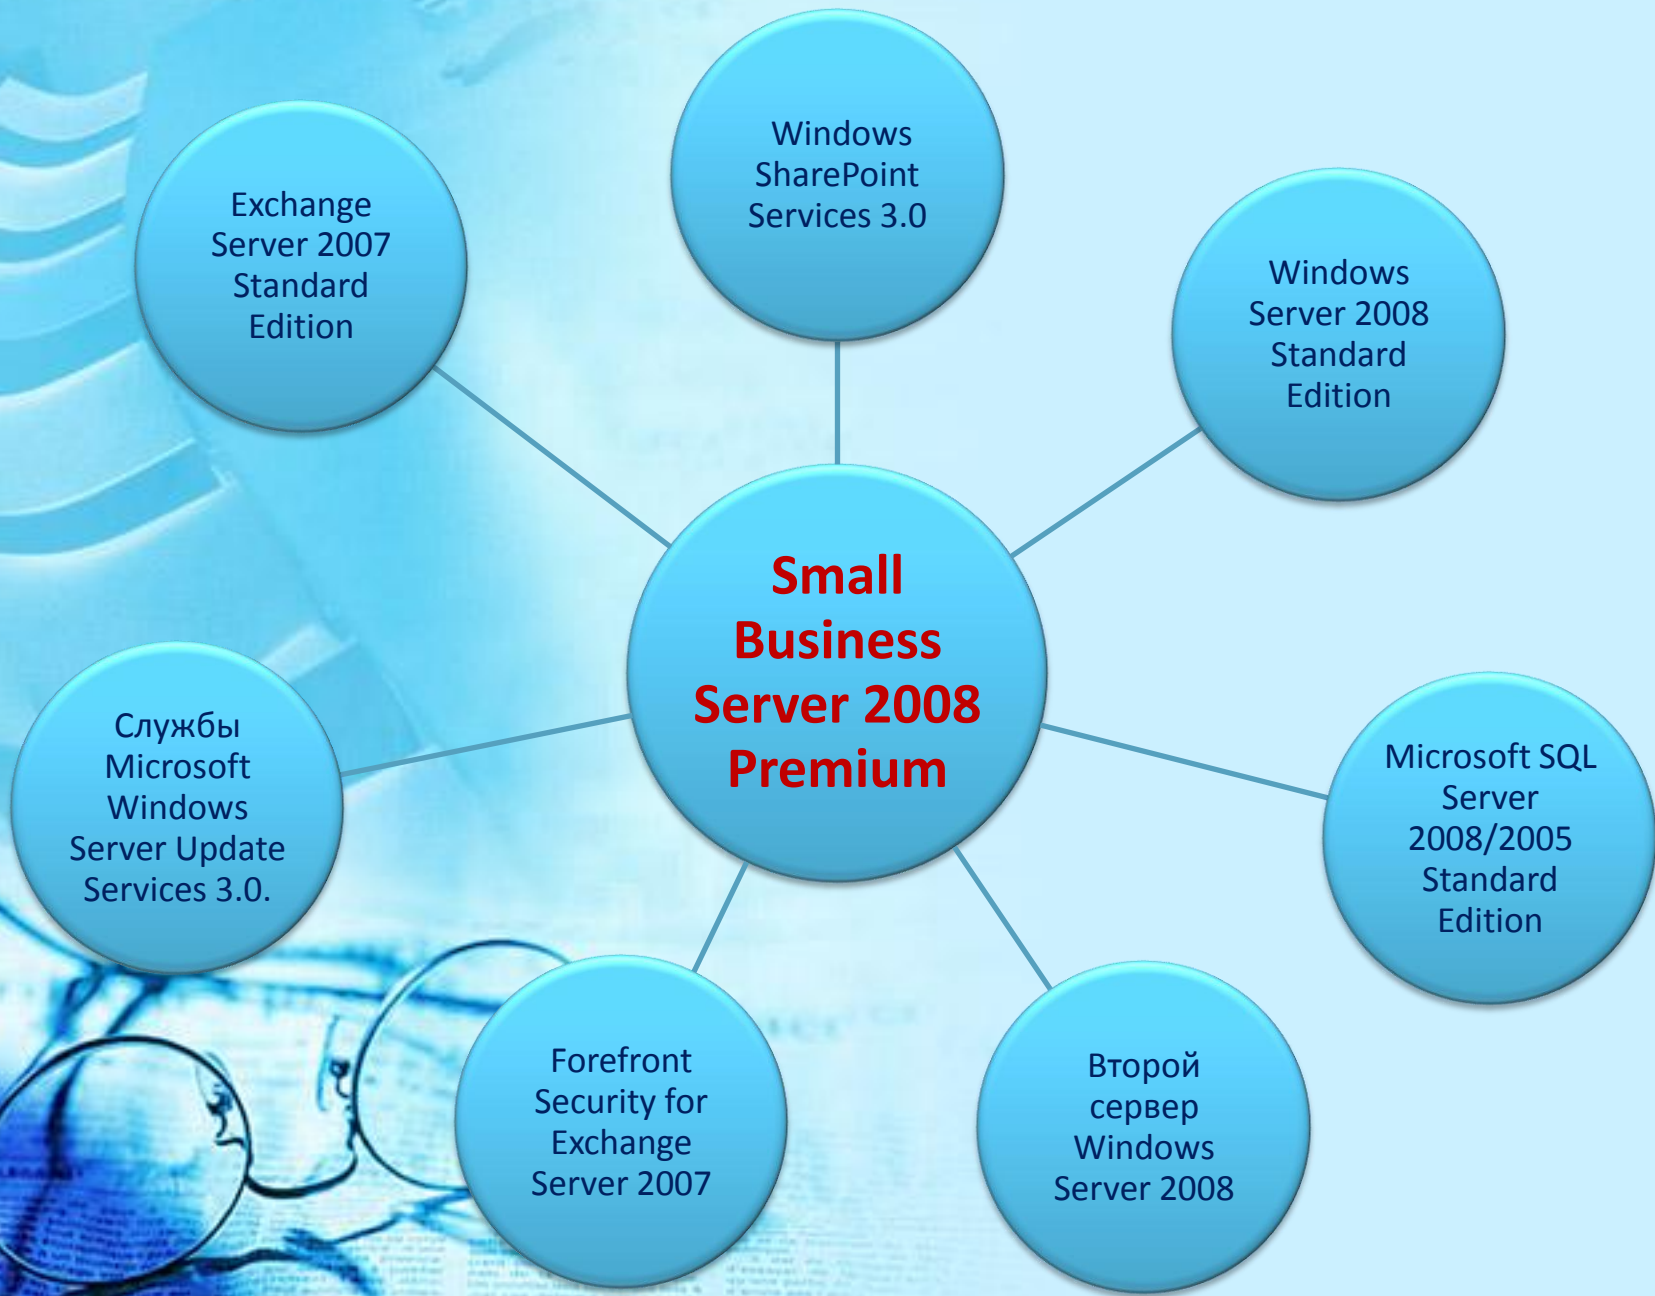 Windows
SharePoint
Services 3.0
Exchange
Server 2007
Standard
Edition
Windows
Server 2008
Standard
Edition
Small
Business
Server 2008
Premium
Службы
Microsoft
Windows
Server Update
Services 3.0.
Microsoft SQL
Server
2008/2005
Standard
Edition
Forefront
Security for
Exchange
Server 2007
Второй
сервер
Windows
Server 2008